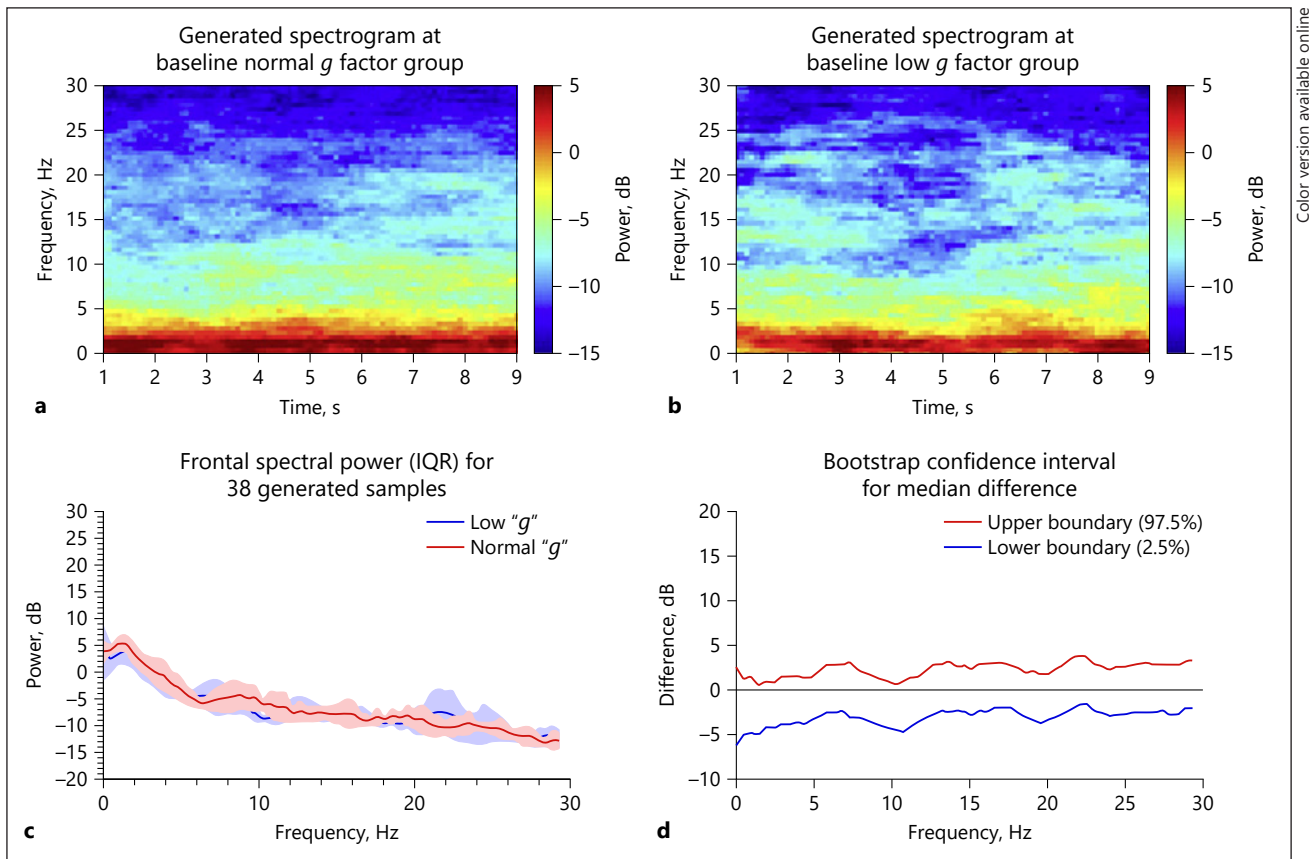 Color version available online
Generated spectrogram at
baseline normal g factor group
Frequency, Hz
30
25
20
15
10
5
0
1 2 3 4 5 6 7 8 9
Time, s
5
0
−5
−10
−15
Power, dB
a
Generated spectrogram at
baseline low g factor group
Frequency, Hz
30
25
20
15
10
5
0
1 2 3 4 5 6 7 8 9
Time, s
5
0
−5
−10
−15
Power, dB
b
Frontal spectral power (IQR) for
38 generated samples
Low “g”
Normal “g”
Power, dB
30
25
20
15
10
5
0
−5
−10
−15
−20
0 10 20 30
Frequency, Hz
c
Bootstrap confidence interval
for median difference
Upper boundary (97.5%)
Lower boundary (2.5%)
Difference, dB
20
15
10
5
0
−5
−10
0 5 10 15 20 25 30
Frequency, Hz
d